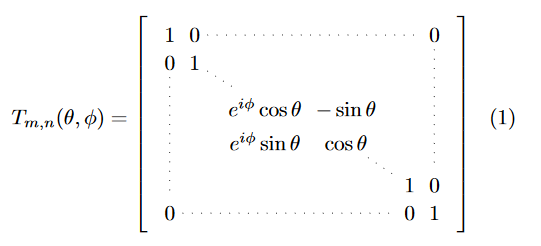 1 0 · · · 0
0 1
e^{iϕ} cos θ − sin θ
T_{m,n}(θ, ϕ) = (1)
e^{iϕ} sin θ cos θ
1 0
0 · · · 0 1